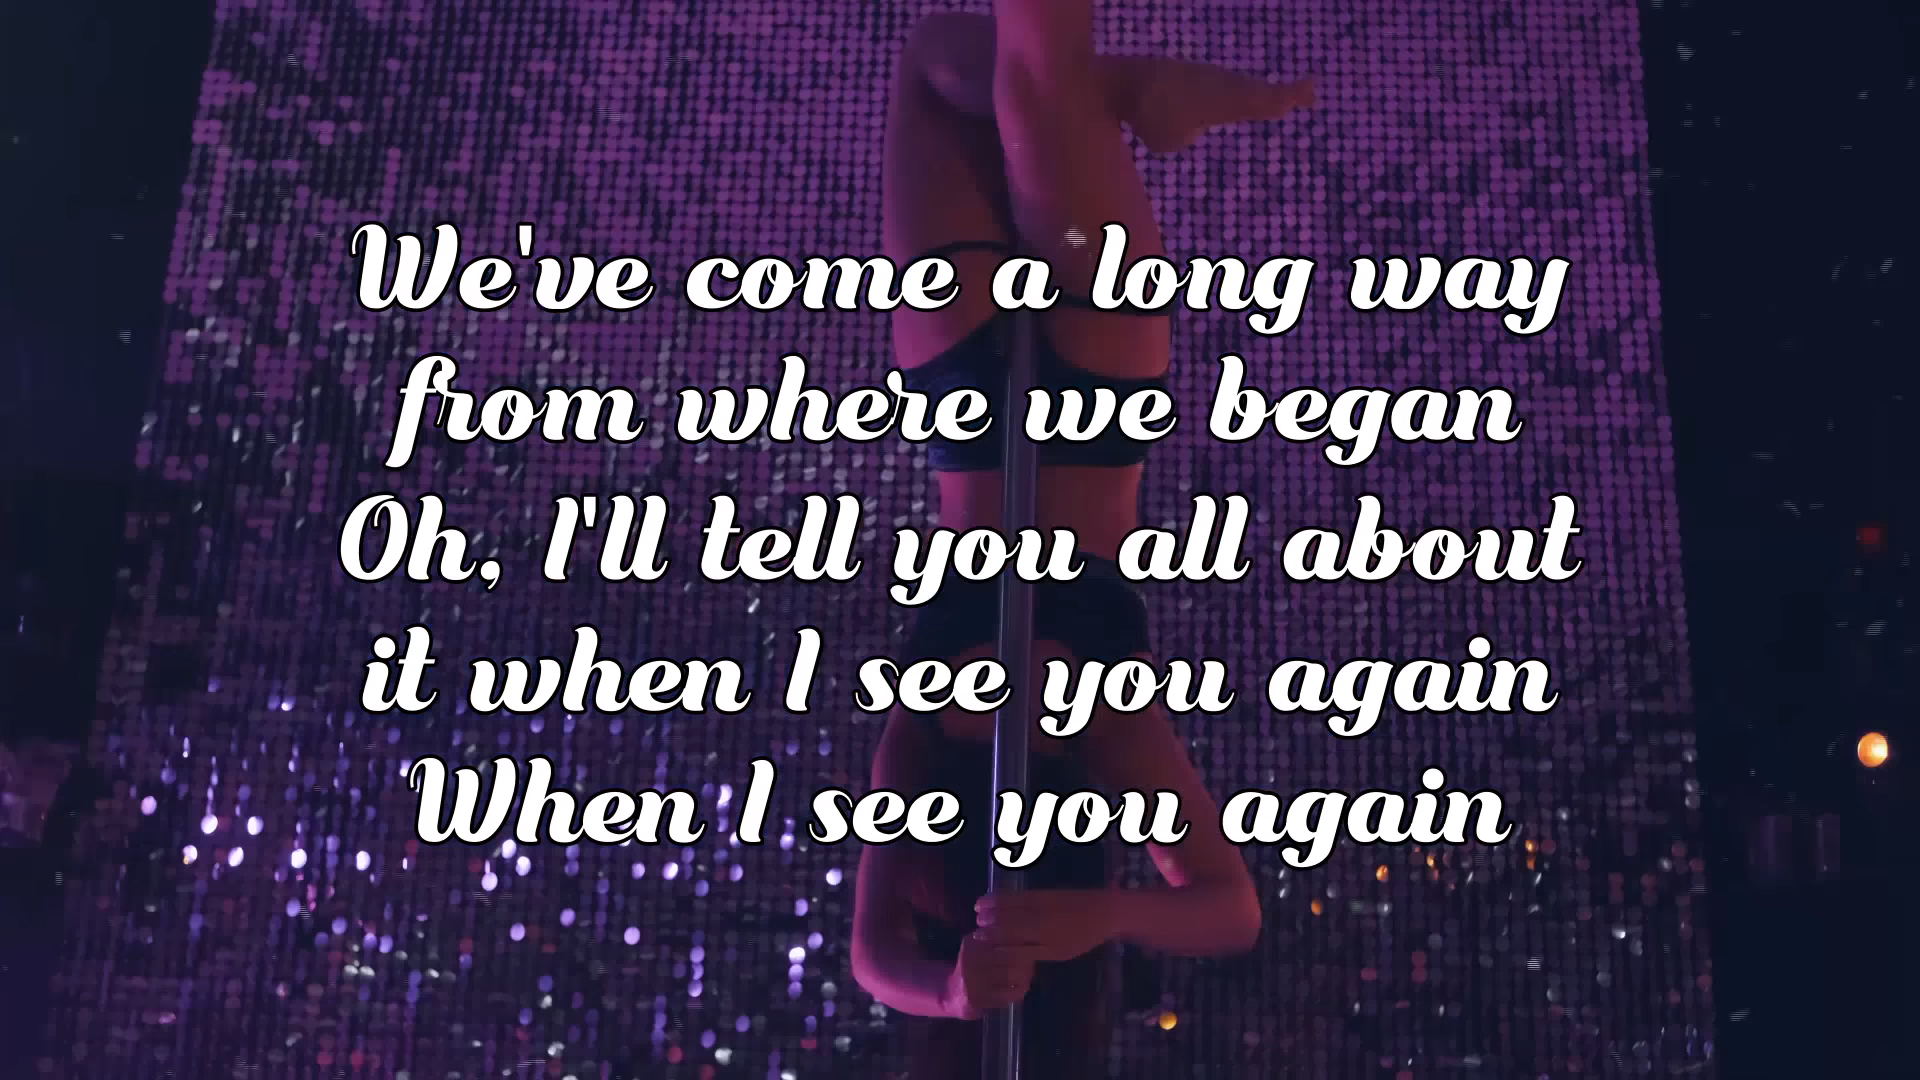 We've come a long way
from where we began
Oh, I'll tell you all about
it when I see you again
When I see you again